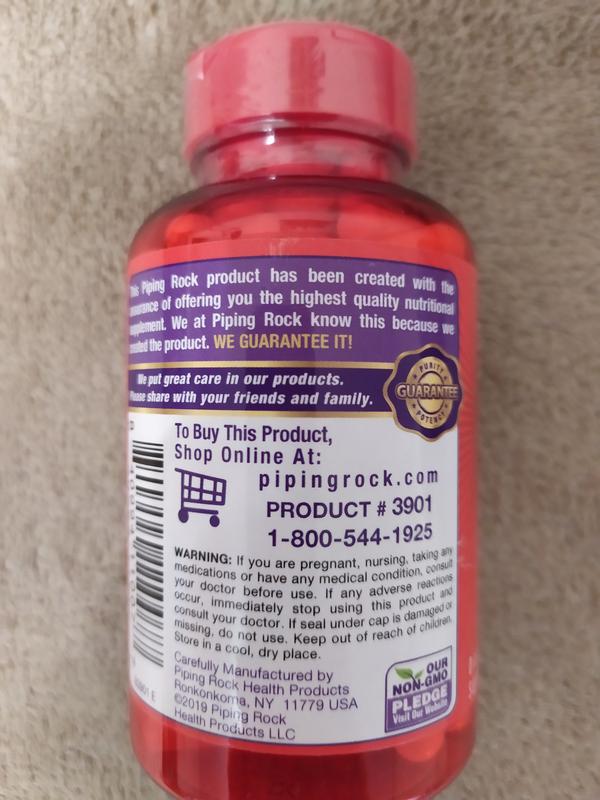 This Piping Rock product has been created with the
assurance of offering you the highest quality nutritional
supplement. We at Piping Rock know this because we
created the product. WE GUARANTEE IT!
We put great care in our products.
Please share with your friends and family.
PURITY
GUARANTEE
POTENCY
To Buy This Product,
Shop Online At:
pipingrock.com
PRODUCT # 3901
1-800-544-1925
WARNING: If you are pregnant, nursing, taking any
medications or have any medical condition, consult
your doctor before use. If any adverse reactions
occur, immediately stop using this product and
consult your doctor. If seal under cap is damaged or
missing, do not use. Keep out of reach of children.
Store in a cool, dry place.
Carefully Manufactured by
Piping Rock Health Products
Ronkonkoma, NY 11779 USA
©2019 Piping Rock
Health Products LLC
OUR
NON-GMO
PLEDGE
Visit Our Website